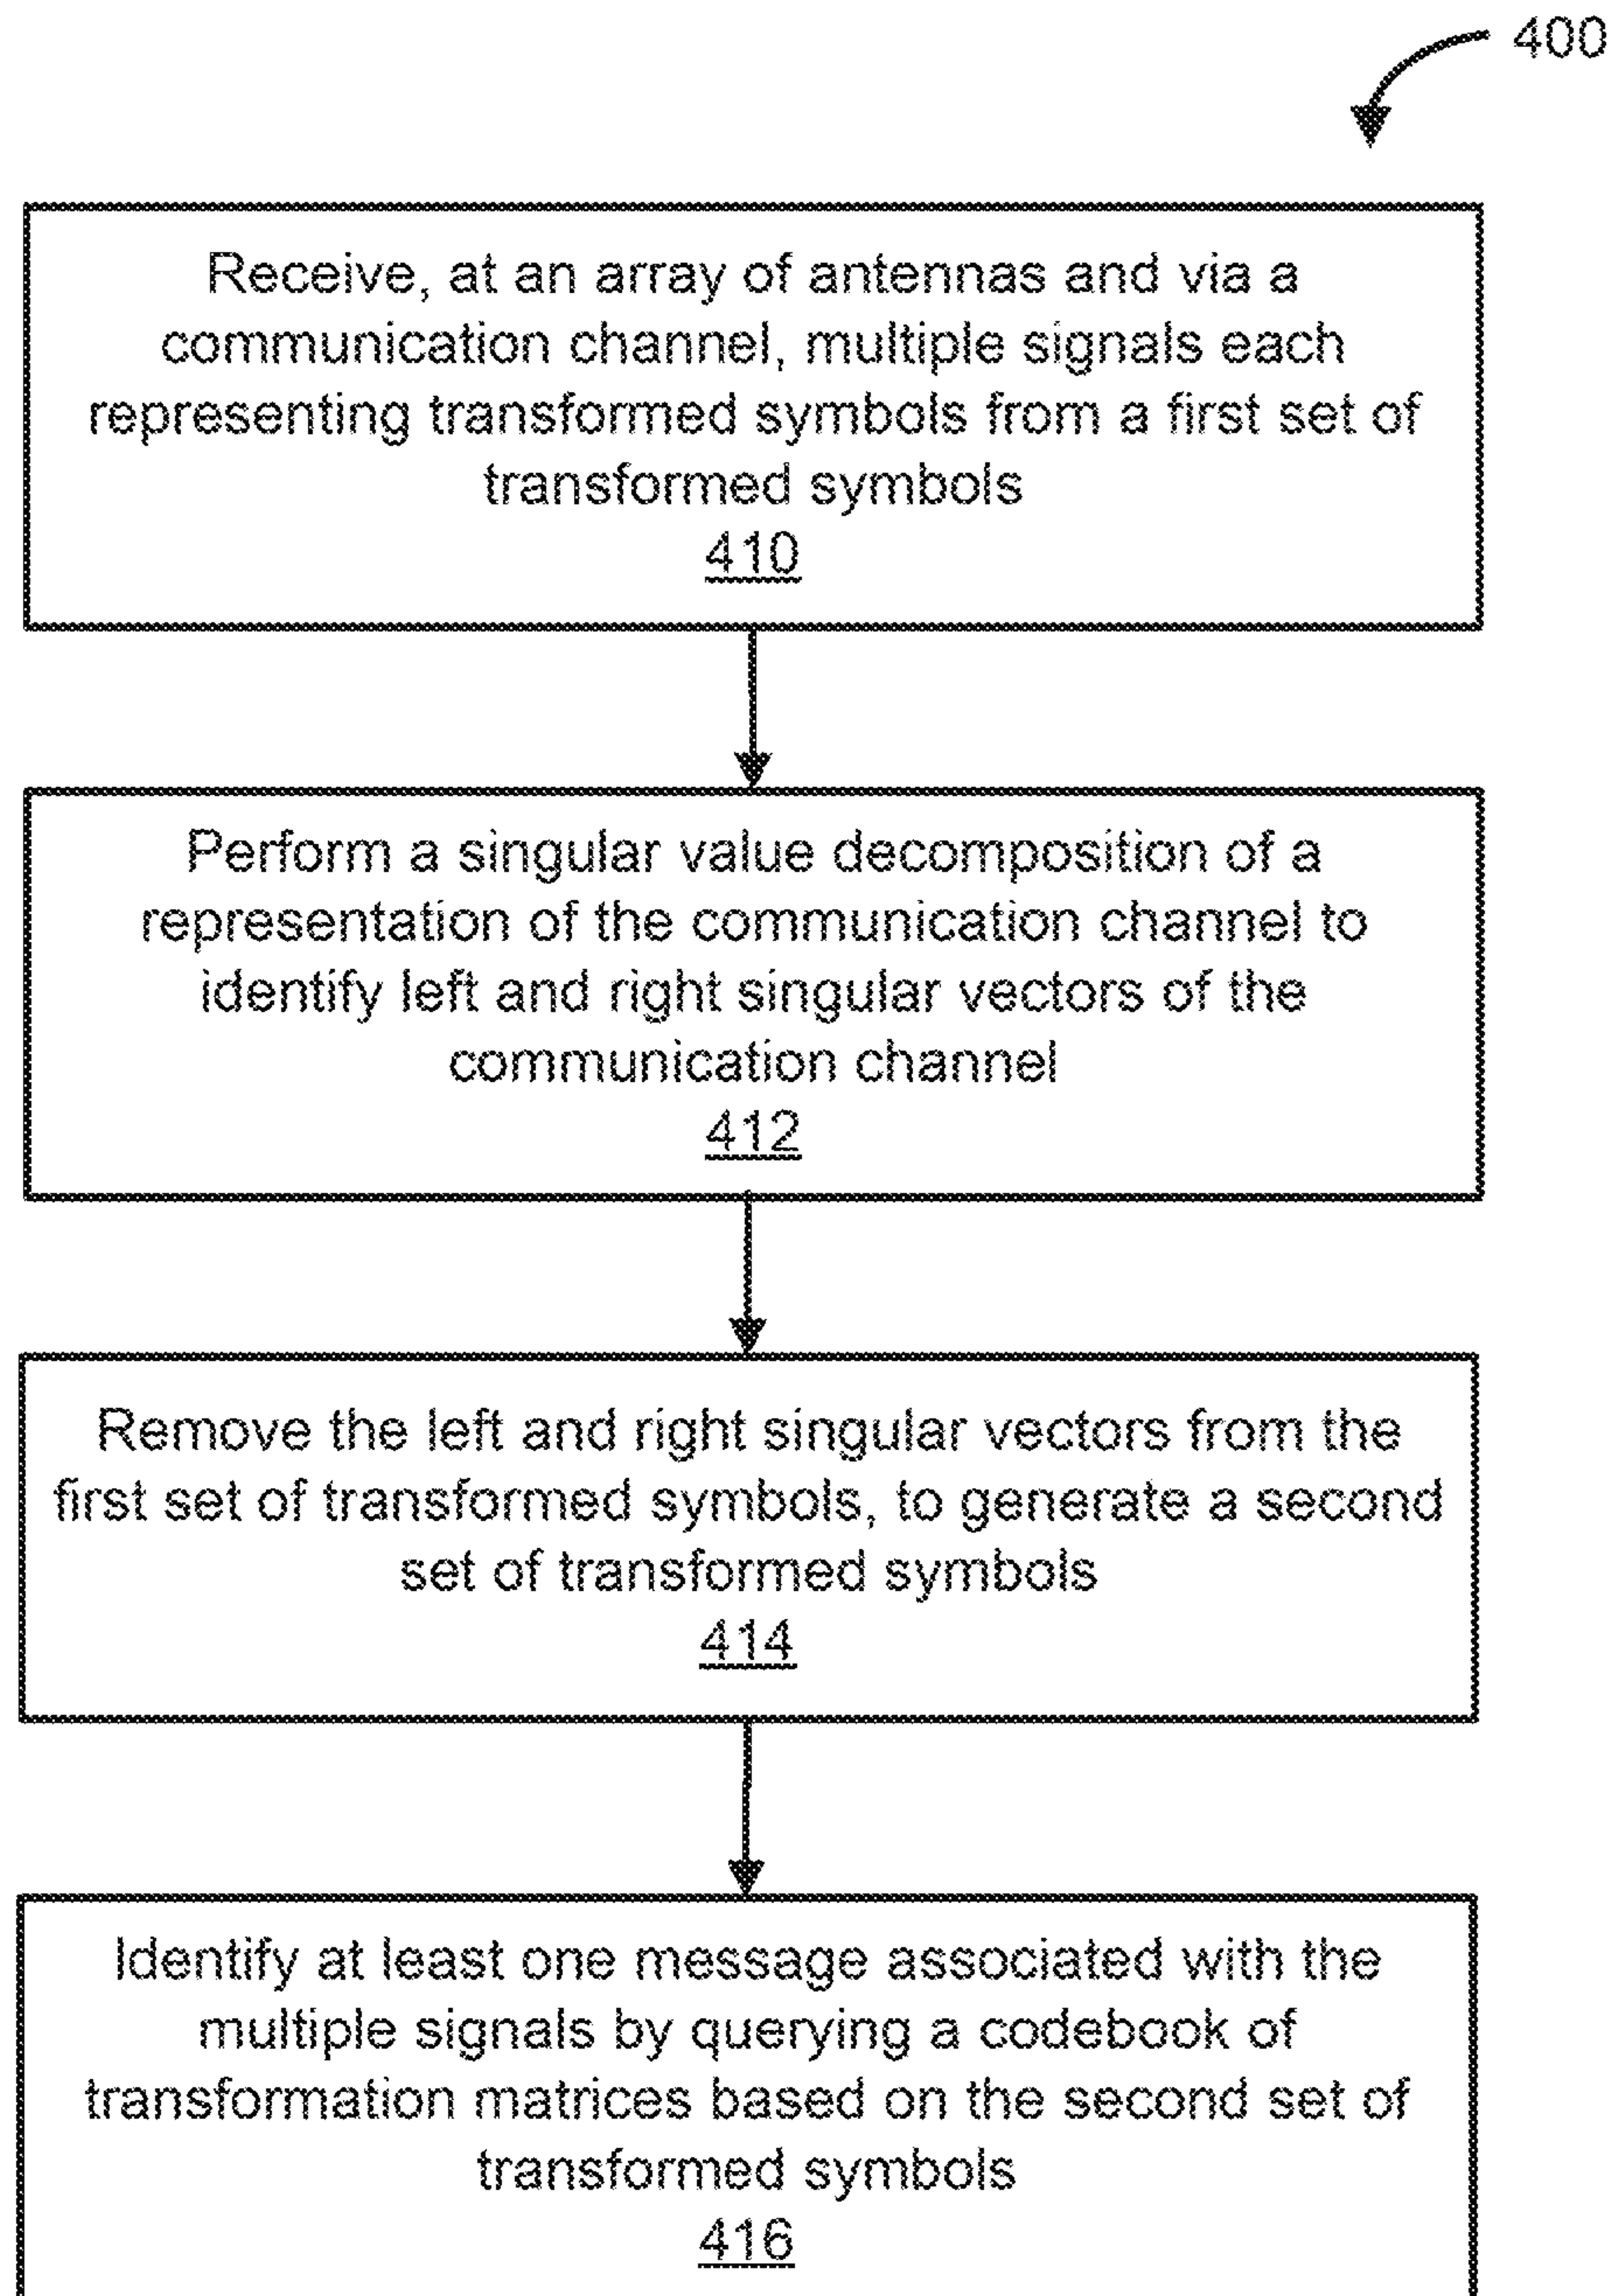 400
Receive, at an array of antennas and via a
communication channel, multiple signals each
representing transformed symbols from a first set of
transformed symbols
410
Perform a singular value decomposition of a
representation of the communication channel to
identify left and right singular vectors of the
communication channel
412
Remove the left and right singular vectors from the
first set of transformed symbols, to generate a second
set of transformed symbols
414
Identify at least one message associated with the
multiple signals by querying a codebook of
transformation matrices based on the second set of
transformed symbols
416